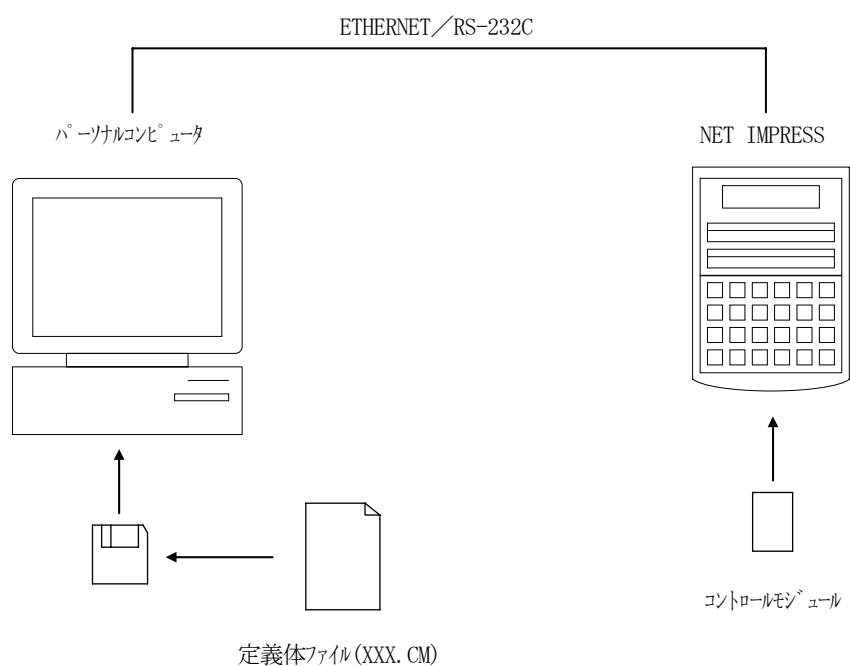 ETHERNET／RS-232C
ﾊﾟｰｿﾅﾙｺﾝﾋﾟｭｰﾀ
NET IMPRESS
ｺﾝﾄﾛｰﾙﾓｼﾞｭｰﾙ
定義体ﾌｧｲﾙ(XXX.CM)